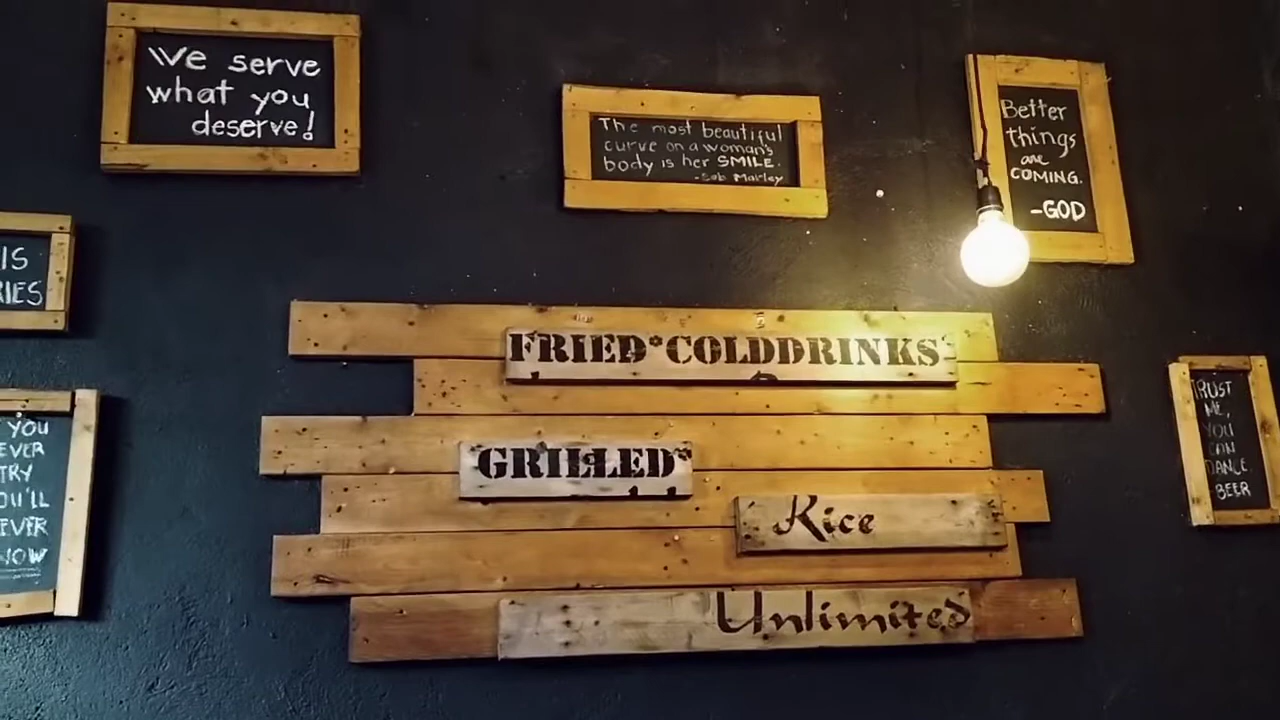 We serve
what you
deserve!
The most beautiful
curve on a woman's
body is her SMILE.
-Bob Marley
Better
things
are
COMING.
-GOD
IS
RIES
FRIED*COLDDRINKS
GRILLED*
Rice
Unlimited
YOU
EVER
TRY
OU'LL
EVER
NOW
TRUST
ME,
YOU
CAN
DANCE.
BEER